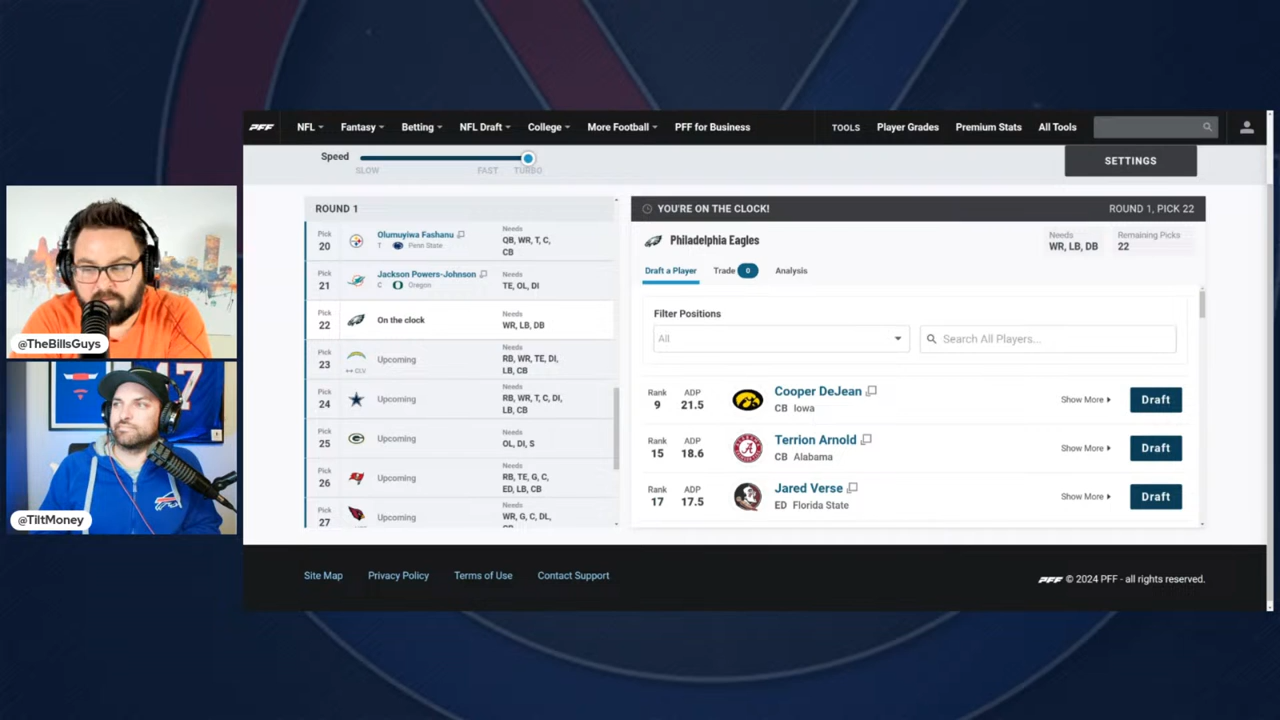 PFF NFL Fantasy Betting NFL Draft College More Football PFF for Business TOOLS Player Grades Premium Stats All Tools
Speed
SLOW FAST TURBO
SETTINGS
ROUND 1
Pick 20
Olumuyiwa Fashanu
T Penn State
Needs
QB, WR, T, C,
CB
Pick 21
Jackson Powers-Johnson
C Oregon
Needs
TE, OL, DI
Pick 22
On the clock
Needs
WR, LB, DB
Pick 23
CLV
Upcoming
Needs
RB, WR, TE, DI,
LB, CB
Pick 24
Upcoming
Needs
RB, WR, T, C, DI,
LB, CB
Pick 25
Upcoming
Needs
OL, DI, S
Pick 26
Upcoming
Needs
RB, TE, G, C,
ED, LB, CB
Pick 27
Upcoming
Needs
WR, G, C, DL,
YOU'RE ON THE CLOCK! ROUND 1, PICK 22
Philadelphia Eagles
Needs
WR, LB, DB
Remaining Picks
22
Draft a Player Trade 0 Analysis
Filter Positions
All
Search All Players...
Rank 9 ADP 21.5
Cooper DeJean
CB Iowa
Show More Draft
Rank 15 ADP 18.6
Terrion Arnold
CB Alabama
Show More Draft
Rank 17 ADP 17.5
Jared Verse
ED Florida State
Show More Draft
Site Map Privacy Policy Terms of Use Contact Support
PFF © 2024 PFF - all rights reserved.
@TheBillsGuys
17
@TiltMoney